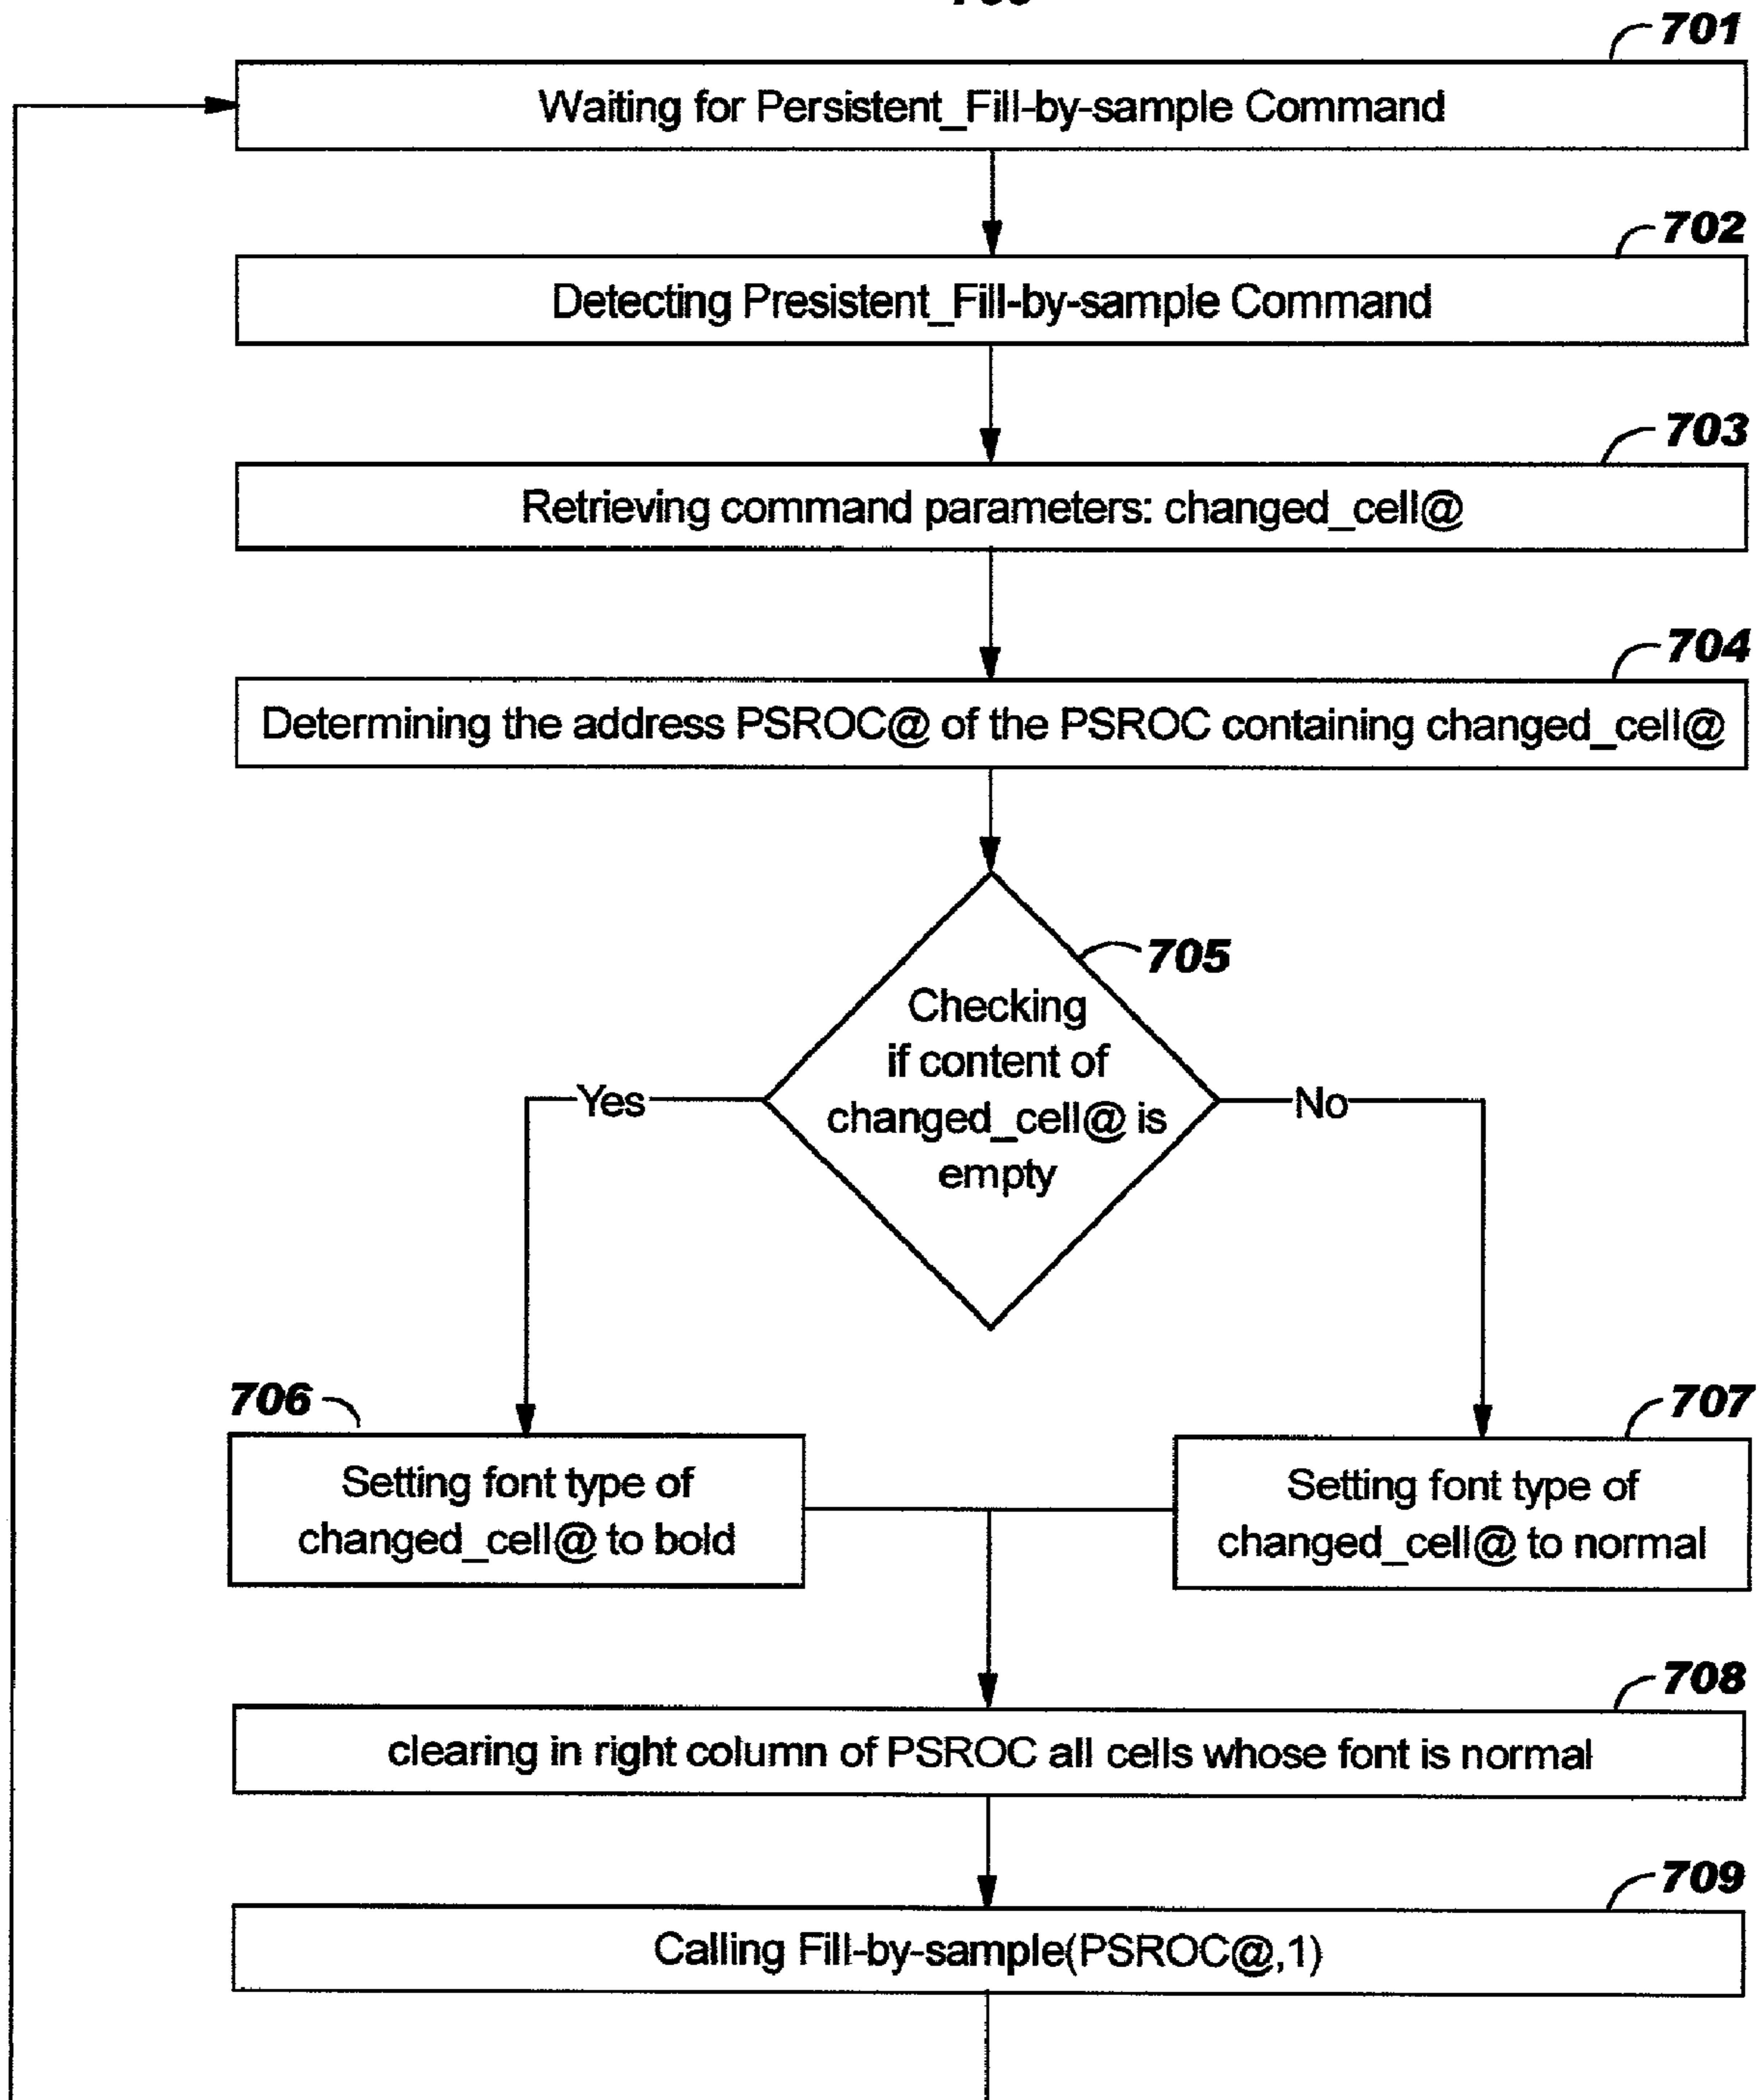 701
Waiting for Persistent_Fill-by-sample Command
702
Detecting Presistent_Fill-by-sample Command
703
Retrieving command parameters: changed_cell@
704
Determining the address PSROC@ of the PSROC containing changed_cell@
705
Checking
if content of
changed_cell@ is
empty
Yes
No
706
Setting font type of
changed_cell@ to bold
707
Setting font type of
changed_cell@ to normal
708
clearing in right column of PSROC all cells whose font is normal
709
Calling Fill-by-sample(PSROC@,1)